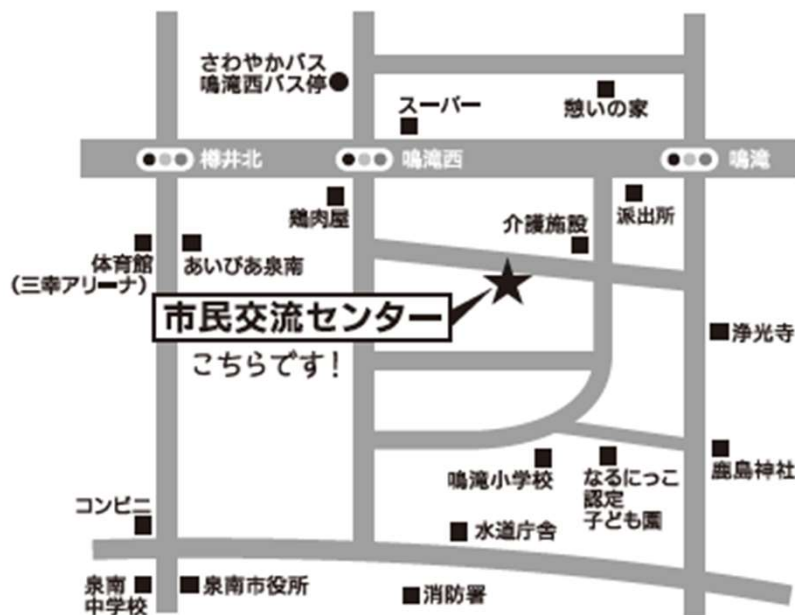 さわやかバス
鳴滝西バス停
スーパー
憩いの家
樽井北
鳴滝西
鳴滝
鶏肉屋
介護施設
派出所
体育館
(三幸アリーナ)
あいぴあ泉南
市民交流センター
こちらです!
浄光寺
鳴滝小学校
なるにっこ
認定
子ども園
鹿島神社
コンビニ
水道庁舎
泉南
中学校
泉南市役所
消防署